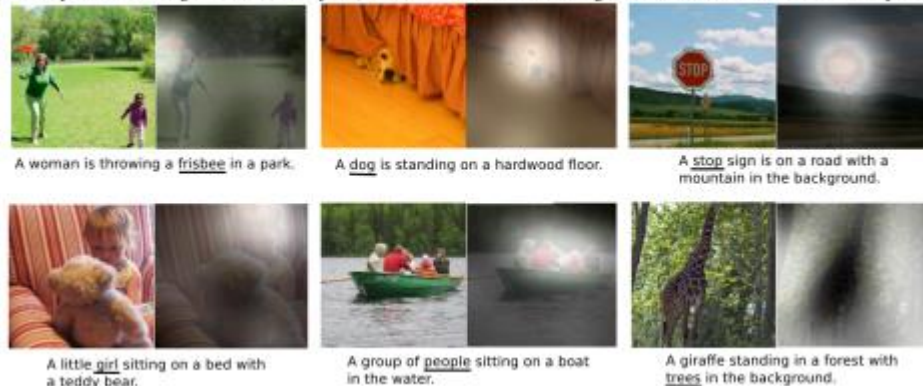 A woman is throwing a frisbee in a park.
A dog is standing on a hardwood floor.
STOP
A stop sign is on a road with a
mountain in the background.
A little girl sitting on a bed with
a teddy bear.
A group of people sitting on a boat
in the water.
A giraffe standing in a forest with
trees in the background.